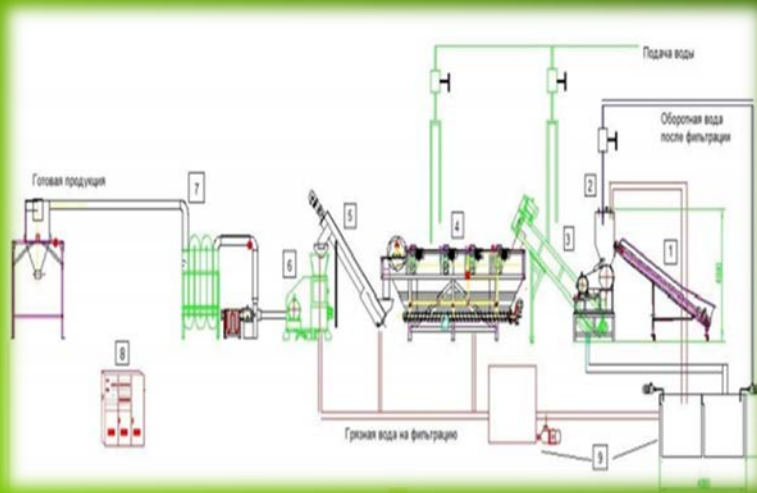 Подача воды
Оборотная вода
после фильтрации
Готовая продукция
7
2
5
4
3
1
6
8
Грязная вода на фильтрацию
9